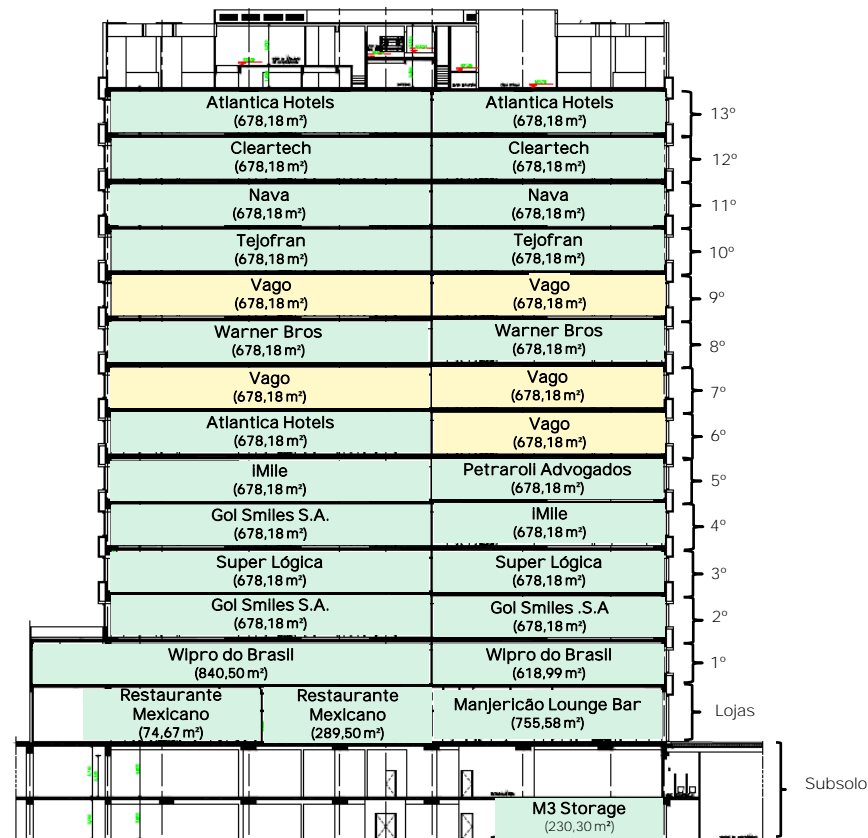 Atlantica Hotels
(678,18 m²)
Atlantica Hotels
(678,18 m²)
13º
Cleartech
(678,18 m²)
Cleartech
(678,18 m²)
12º
Nava
(678,18 m²)
Nava
(678,18 m²)
11º
Tejofran
(678,18 m²)
Tejofran
(678,18 m²)
10º
Vago
(678,18 m²)
Vago
(678,18 m²)
9º
Warner Bros
(678,18 m²)
Warner Bros
(678,18 m²)
8º
Vago
(678,18 m²)
Vago
(678,18 m²)
7º
Atlantica Hotels
(678,18 m²)
Vago
(678,18 m²)
6º
IMile
(678,18 m²)
Petraroli Advogados
(678,18 m²)
5º
Gol Smiles S.A.
(678,18 m²)
IMile
(678,18 m²)
4º
Super Lógica
(678,18 m²)
Super Lógica
(678,18 m²)
3º
Gol Smiles S.A.
(678,18 m²)
Gol Smiles .S.A
(678,18 m²)
2º
Wipro do Brasil
(840,50 m²)
Wipro do Brasil
(618,99 m²)
1º
Restaurante
Mexicano
(74,67 m²)
Restaurante
Mexicano
(289,50 m²)
Manjericão Lounge Bar
(755,58 m²)
Lojas
Subsolo
M3 Storage
(230,30 m²)